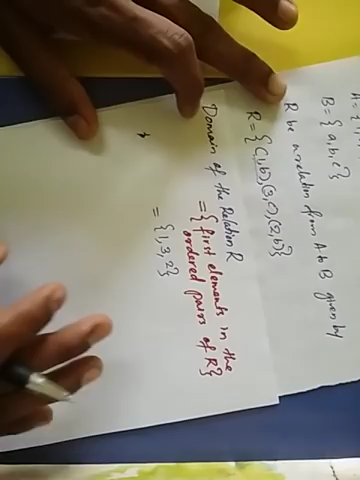 B = {a, b, c}
R be a relation from A to B given by
R = {(1,b), (3,c), (2,b)}
Domain of the relation R
= {first elements in the
ordered pairs of R}
= {1, 3, 2}